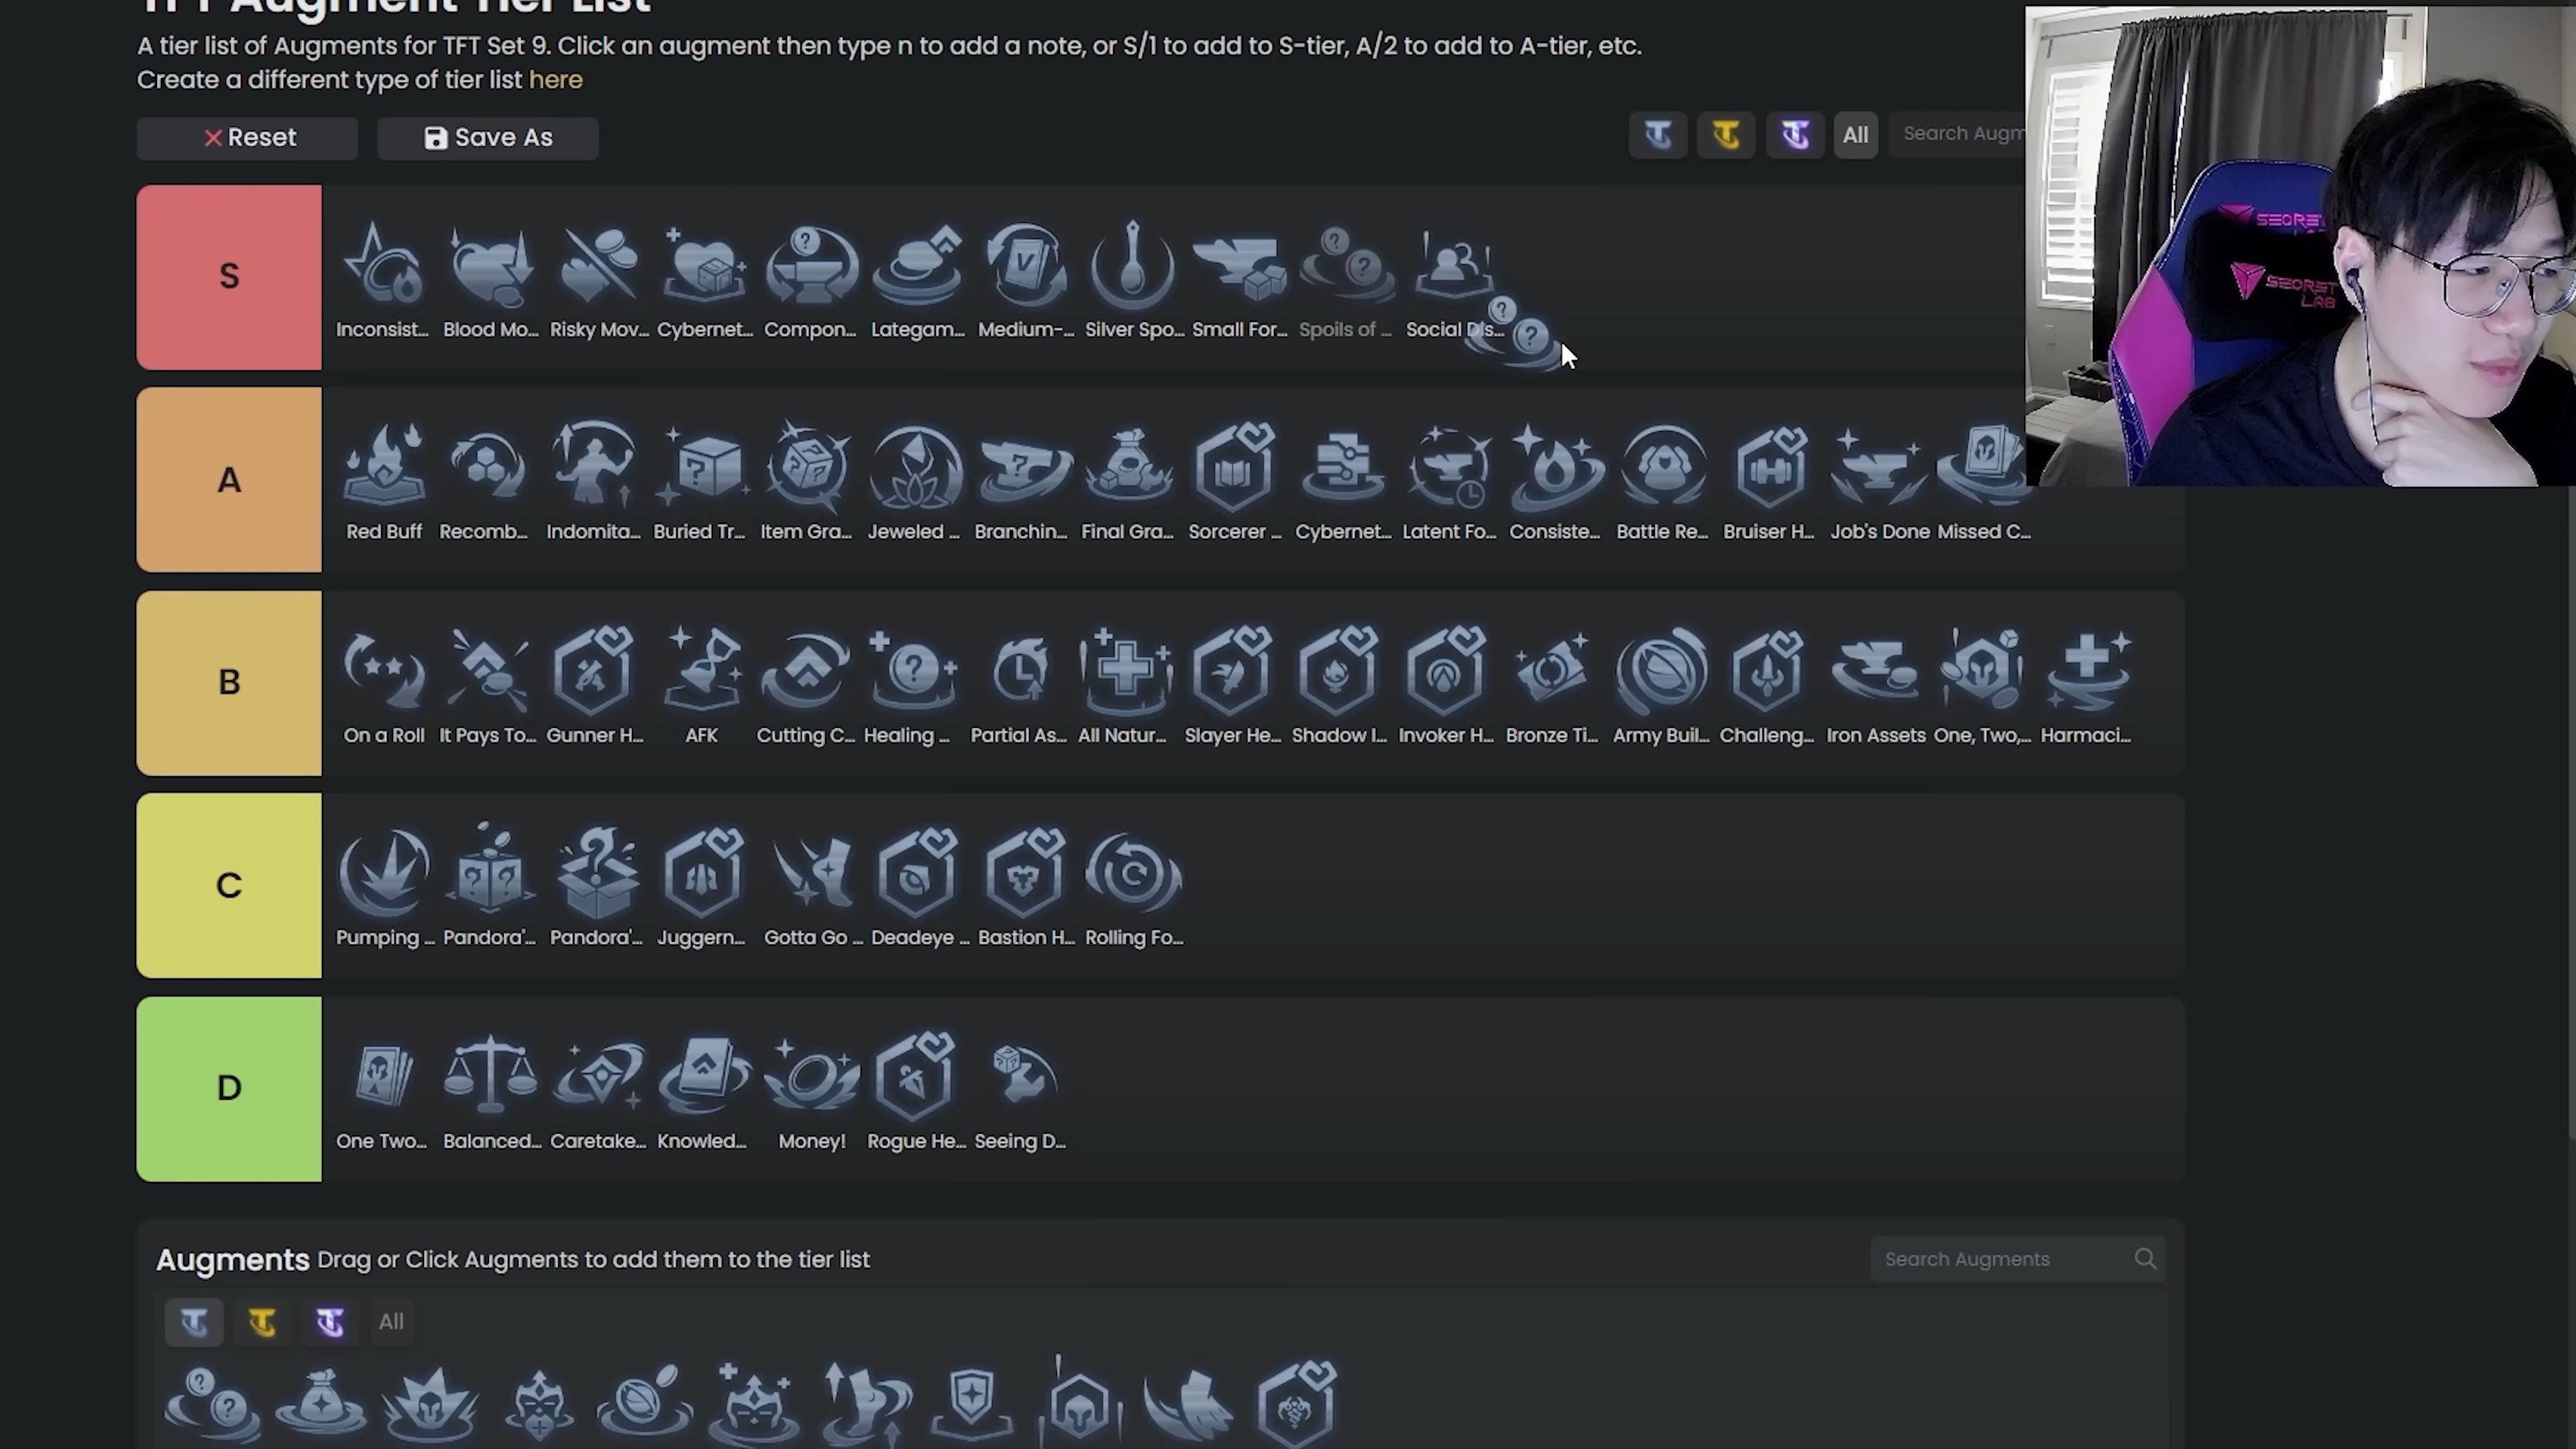 TFT Augment Tier List
A tier list of Augments for TFT Set 9. Click an augment then type n to add a note, or S/1 to add to S-tier, A/2 to add to A-tier, etc.
Create a different type of tier list here
Reset
Save As
All
Search Augm
S
Inconsist...
Blood Mo...
Risky Mov...
Cybernet...
Compon...
Lategam...
Medium-...
Silver Spo...
Small For...
Spoils of ...
Social Dis...
A
Red Buff
Recomb...
Indomita...
Buried Tr...
Item Gra...
Jeweled ...
Branchin...
Final Gra...
Sorcerer ...
Cybernet...
Latent Fo...
Consiste...
Battle Re...
Bruiser H...
Job's Done
Missed C...
B
On a Roll
It Pays To...
Gunner H...
AFK
Cutting C...
Healing ...
Partial As...
All Natur...
Slayer He...
Shadow I...
Invoker H...
Bronze Ti...
Army Buil...
Challeng...
Iron Assets
One, Two,...
Harmaci...
C
Pumping ...
Pandora'...
Pandora'...
Juggern...
Gotta Go ...
Deadeye ...
Bastion H...
Rolling Fo...
D
One Two...
Balanced...
Caretake...
Knowled...
Money!
Rogue He...
Seeing D...
Augments Drag or Click Augments to add them to the tier list
Search Augments
All
SECRET
LAB